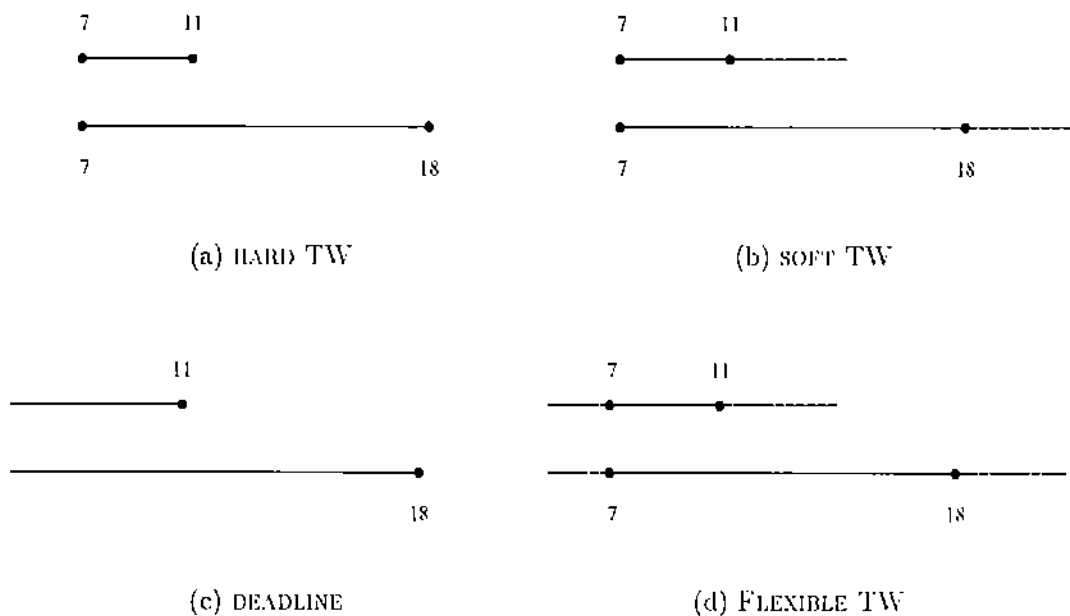 7 11 7 11
7 18 7 18
(a) HARD TW (b) SOFT TW
11 7 11
18 7 18
(c) DEADLINE (d) FLEXIBLE TW